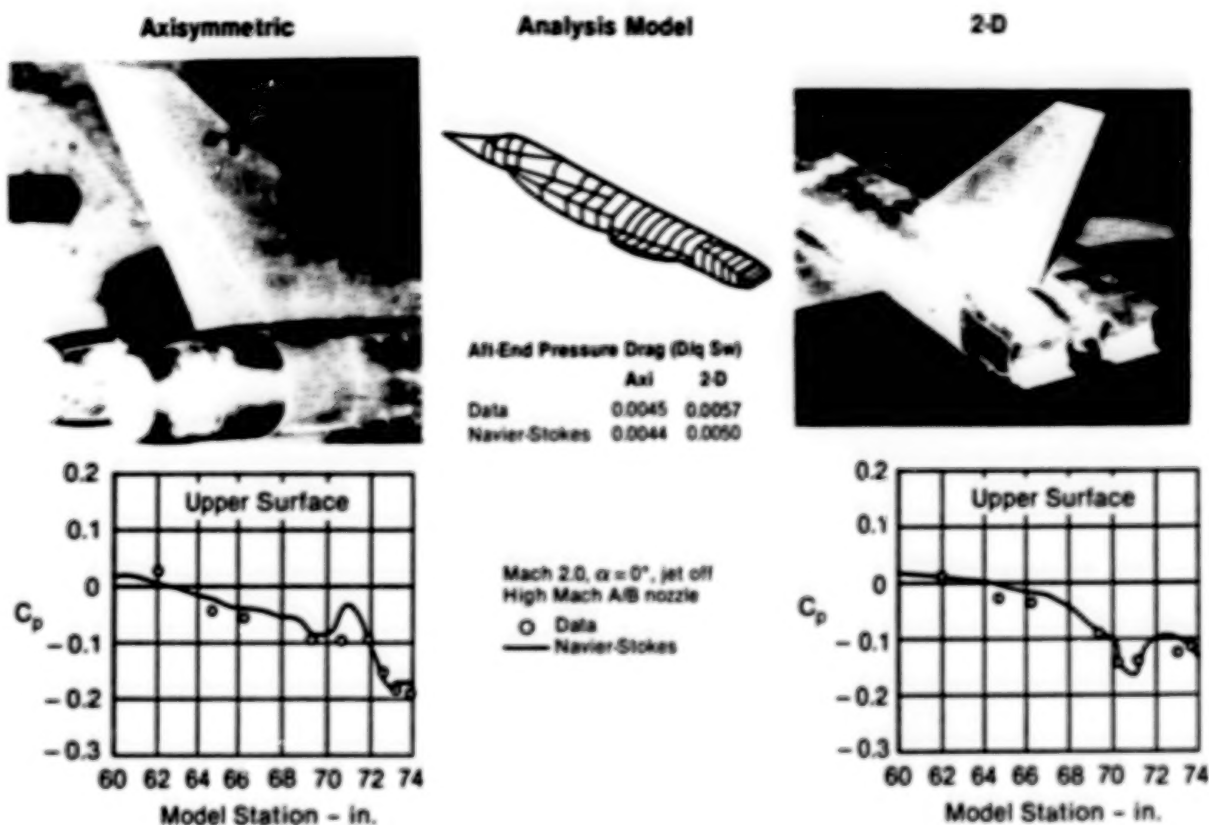 Axisymmetric
Analysis Model
2-D
Aft-End Pressure Drag (D/q Sw)
Axi 2-D
Data 0.0045 0.0057
Navier-Stokes 0.0044 0.0050
Mach 2.0, α = 0°, jet off
High Mach A/B nozzle
Data
Navier-Stokes
Upper Surface
0.2
0.1
0
-0.1
-0.2
-0.3
Cp
60 62 64 66 68 70 72 74
Model Station - in.
Upper Surface
0.2
0.1
0
-0.1
-0.2
-0.3
Cp
60 62 64 66 68 70 72 74
Model Station - in.